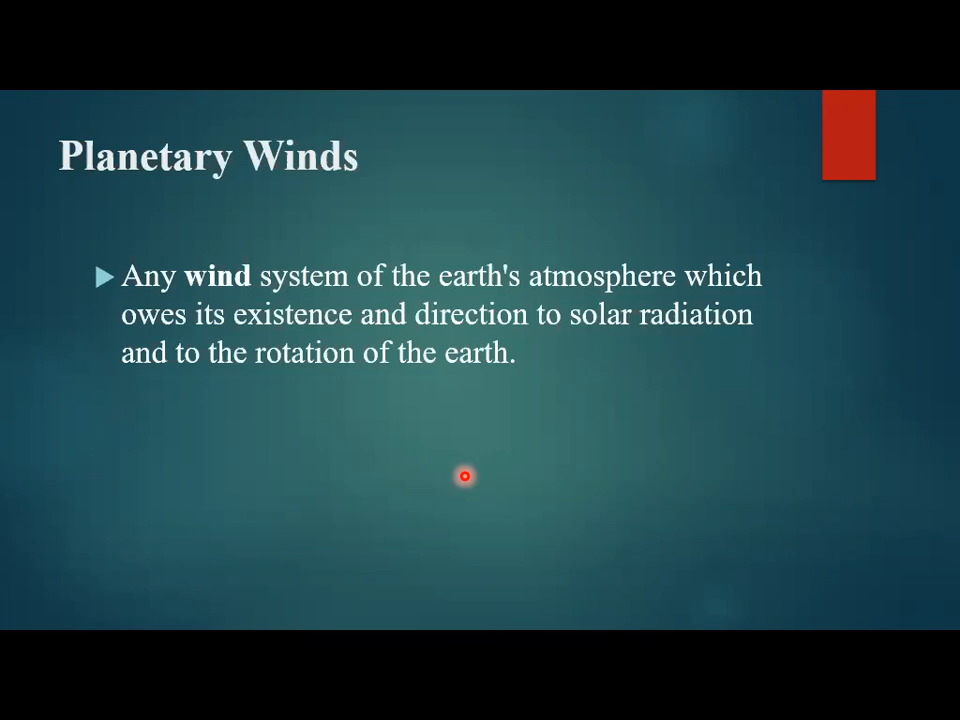 Planetary Winds
Any wind system of the earth's atmosphere which
owes its existence and direction to solar radiation
and to the rotation of the earth.